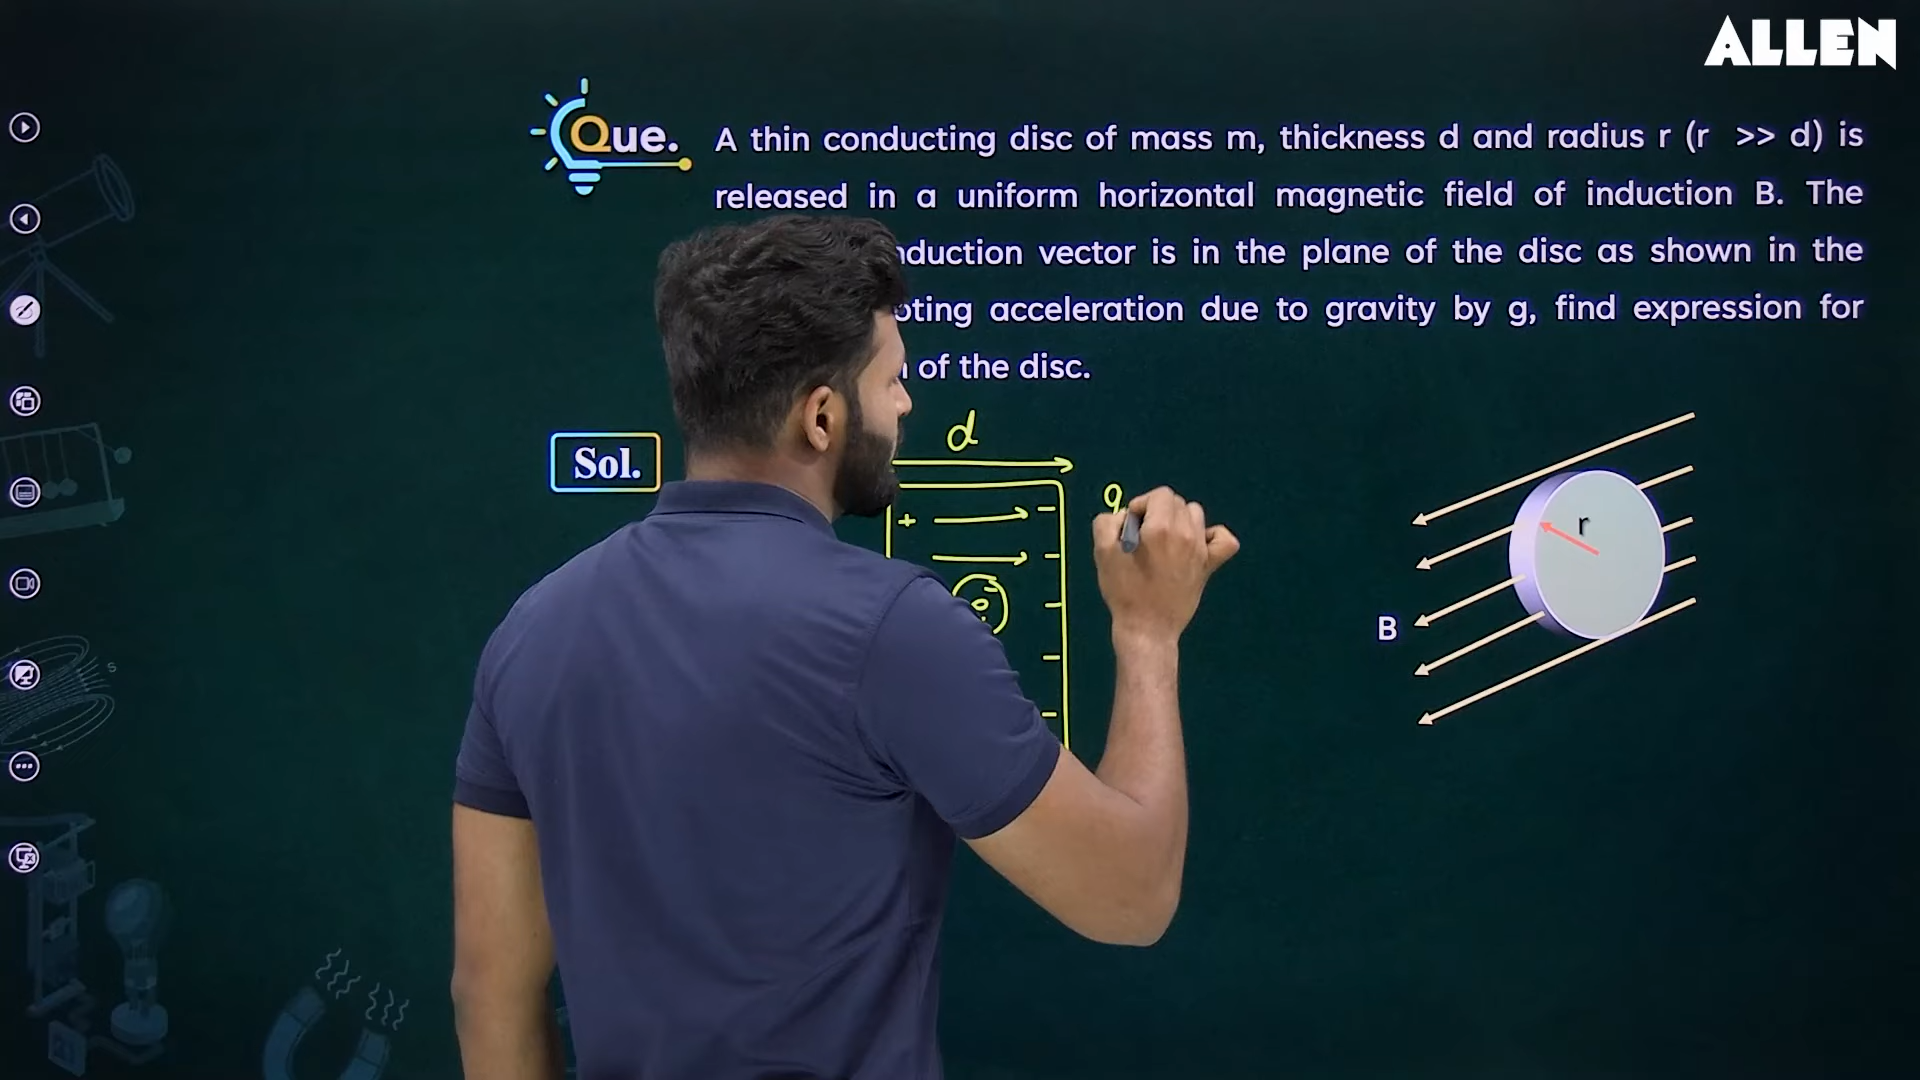 ALLEN
Que. A thin conducting disc of mass m, thickness d and radius r (r >> d) is
released in a uniform horizontal magnetic field of induction B. The
nduction vector is in the plane of the disc as shown in the
oting acceleration due to gravity by g, find expression for
of the disc.
Sol.
d
+ -
-
-
-
-
r
B